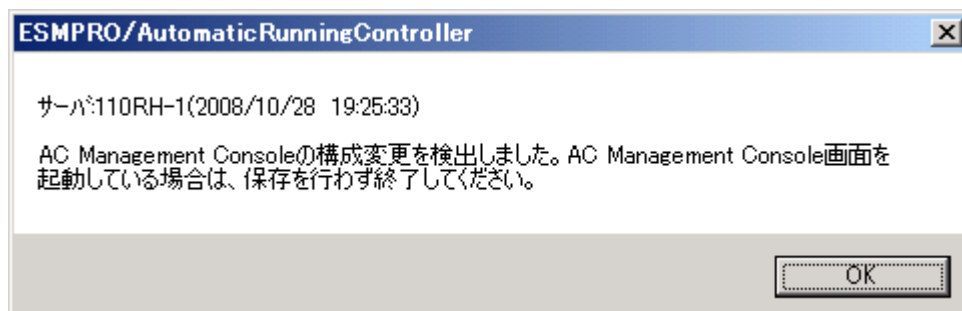 ESMPRO/AutomaticRunningController
サーバ:110RH-1(2008/10/28 19:25:33)
AC Management Consoleの構成変更を検出しました。AC Management Console画面を
起動している場合は、保存を行わず終了してください。
OK